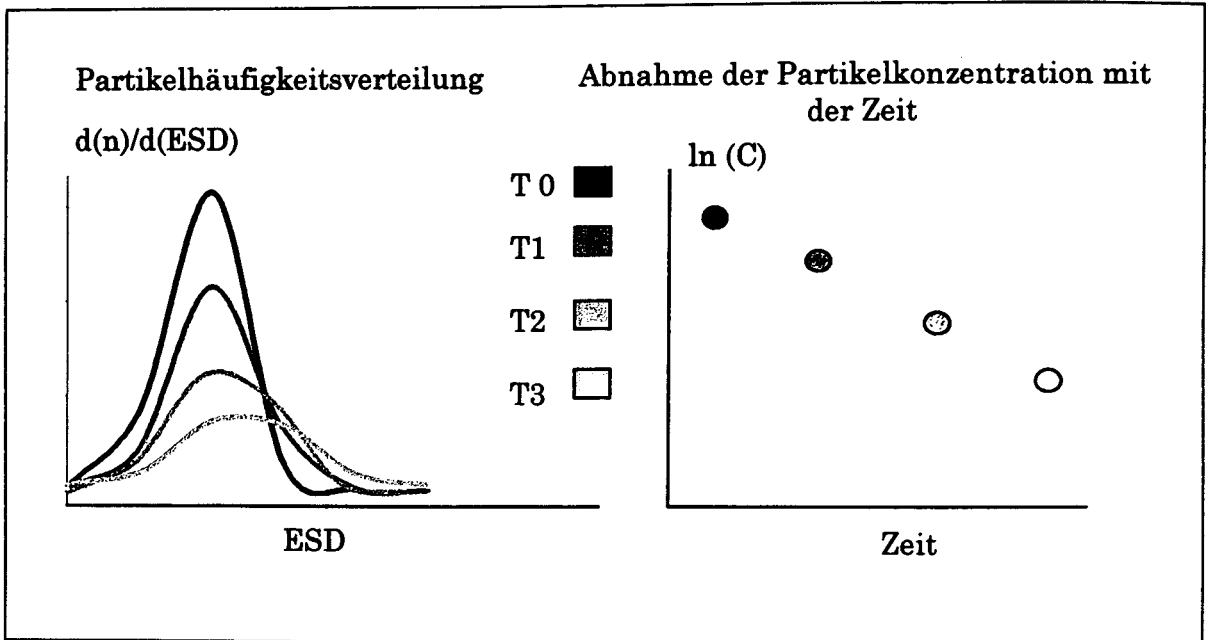 Partikelhäufigkeitsverteilung
d(n)/d(ESD)
ESD
T 0
T1
T2
T3
Abnahme der Partikelkonzentration mit
der Zeit
ln (C)
Zeit